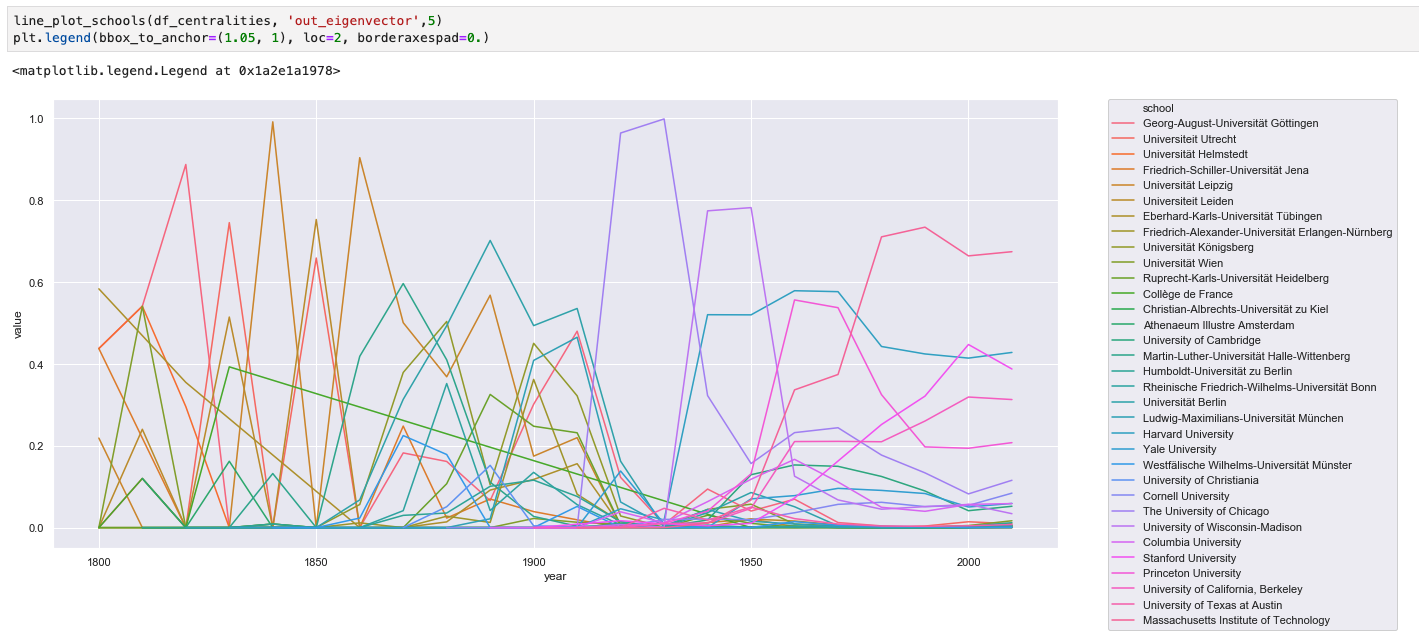 line_plot_schools(df_centralities, 'out_eigenvector',5)
plt.legend(bbox_to_anchor=(1.05, 1), loc=2, borderaxespad=0.)
<matplotlib.legend.Legend at 0x1a2e1a1978>
1.0
0.8
0.6
0.4
0.2
0.0
value
1800
1850
1900
1950
2000
year
school
Georg-August-Universität Göttingen
Universiteit Utrecht
Universität Helmstedt
Friedrich-Schiller-Universität Jena
Universität Leipzig
Universiteit Leiden
Eberhard-Karls-Universität Tübingen
Friedrich-Alexander-Universität Erlangen-Nürnberg
Universität Königsberg
Universität Wien
Ruprecht-Karls-Universität Heidelberg
Collège de France
Christian-Albrechts-Universität zu Kiel
Athenaeum Illustre Amsterdam
University of Cambridge
Martin-Luther-Universität Halle-Wittenberg
Humboldt-Universität zu Berlin
Rheinische Friedrich-Wilhelms-Universität Bonn
Universität Berlin
Ludwig-Maximilians-Universität München
Harvard University
Yale University
Westfälische Wilhelms-Universität Münster
University of Christiania
Cornell University
The University of Chicago
University of Wisconsin-Madison
Columbia University
Stanford University
Princeton University
University of California, Berkeley
University of Texas at Austin
Massachusetts Institute of Technology